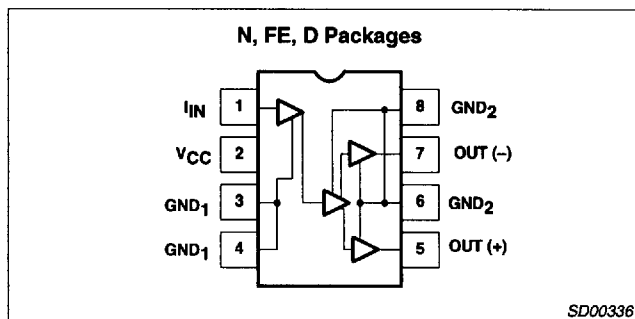 N, FE, D Packages
IIN 1 8 GND2
VCC 2 7 OUT (–)
GND1 3 6 GND2
GND1 4 5 OUT (+)
SD00336